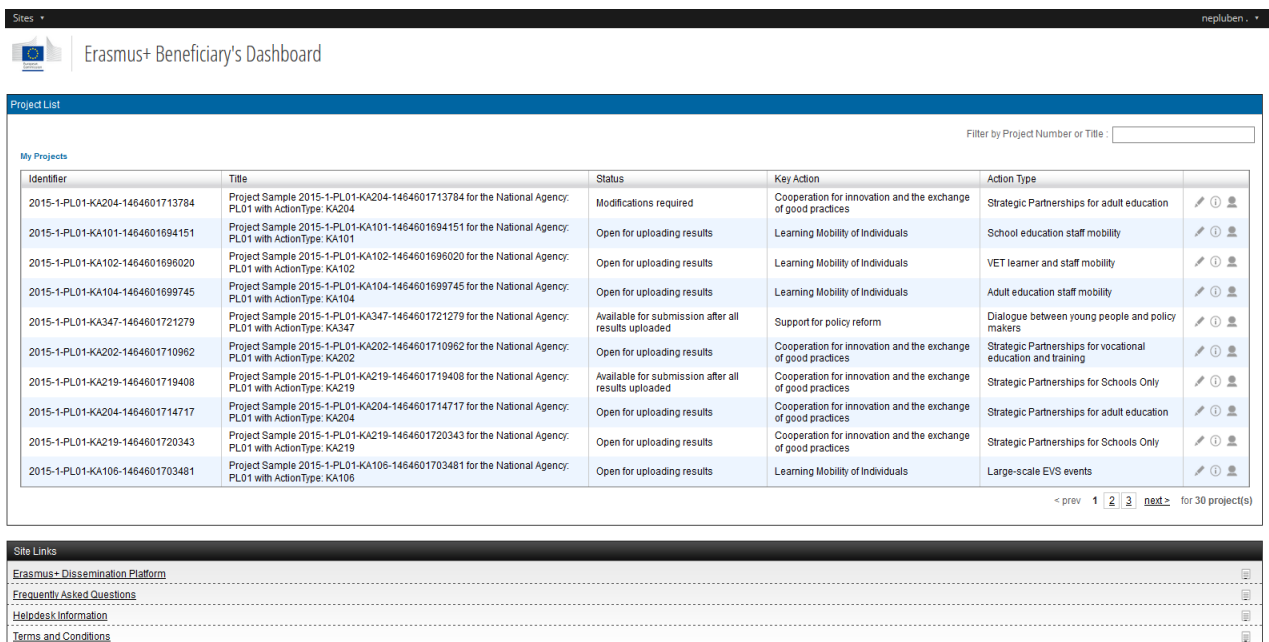 Sites
nepluben .
European
Commission
Erasmus+ Beneficiary's Dashboard
Project List
Filter by Project Number or Title :
My Projects
Identifier Title Status Key Action Action Type
2015-1-PL01-KA204-1464601713784 Project Sample 2015-1-PL01-KA204-1464601713784 for the National Agency: Modifications required Cooperation for innovation and the exchange Strategic Partnerships for adult education
PL01 with ActionType: KA204 of good practices
2015-1-PL01-KA101-1464601694151 Project Sample 2015-1-PL01-KA101-1464601694151 for the National Agency: Open for uploading results Learning Mobility of Individuals School education staff mobility
PL01 with ActionType: KA101
2015-1-PL01-KA102-1464601696020 Project Sample 2015-1-PL01-KA102-1464601696020 for the National Agency: Open for uploading results Learning Mobility of Individuals VET learner and staff mobility
PL01 with ActionType: KA102
2015-1-PL01-KA104-1464601699745 Project Sample 2015-1-PL01-KA104-1464601699745 for the National Agency: Open for uploading results Learning Mobility of Individuals Adult education staff mobility
PL01 with ActionType: KA104
2015-1-PL01-KA347-1464601721279 Project Sample 2015-1-PL01-KA347-1464601721279 for the National Agency: Available for submission after all Support for policy reform Dialogue between young people and policy
PL01 with ActionType: KA347 results uploaded makers
2015-1-PL01-KA202-1464601710962 Project Sample 2015-1-PL01-KA202-1464601710962 for the National Agency: Open for uploading results Cooperation for innovation and the exchange Strategic Partnerships for vocational
PL01 with ActionType: KA202 of good practices education and training
2015-1-PL01-KA219-1464601719408 Project Sample 2015-1-PL01-KA219-1464601719408 for the National Agency: Available for submission after all Cooperation for innovation and the exchange Strategic Partnerships for Schools Only
PL01 with ActionType: KA219 results uploaded of good practices
2015-1-PL01-KA204-1464601714717 Project Sample 2015-1-PL01-KA204-1464601714717 for the National Agency: Open for uploading results Cooperation for innovation and the exchange Strategic Partnerships for adult education
PL01 with ActionType: KA204 of good practices
2015-1-PL01-KA219-1464601720343 Project Sample 2015-1-PL01-KA219-1464601720343 for the National Agency: Open for uploading results Cooperation for innovation and the exchange Strategic Partnerships for Schools Only
PL01 with ActionType: KA219 of good practices
2015-1-PL01-KA106-1464601703481 Project Sample 2015-1-PL01-KA106-1464601703481 for the National Agency: Open for uploading results Learning Mobility of Individuals Large-scale EVS events
PL01 with ActionType: KA106
< prev 1 2 3 next > for 30 project(s)
Site Links
Erasmus+ Dissemination Platform
Frequently Asked Questions
Helpdesk Information
Terms and Conditions